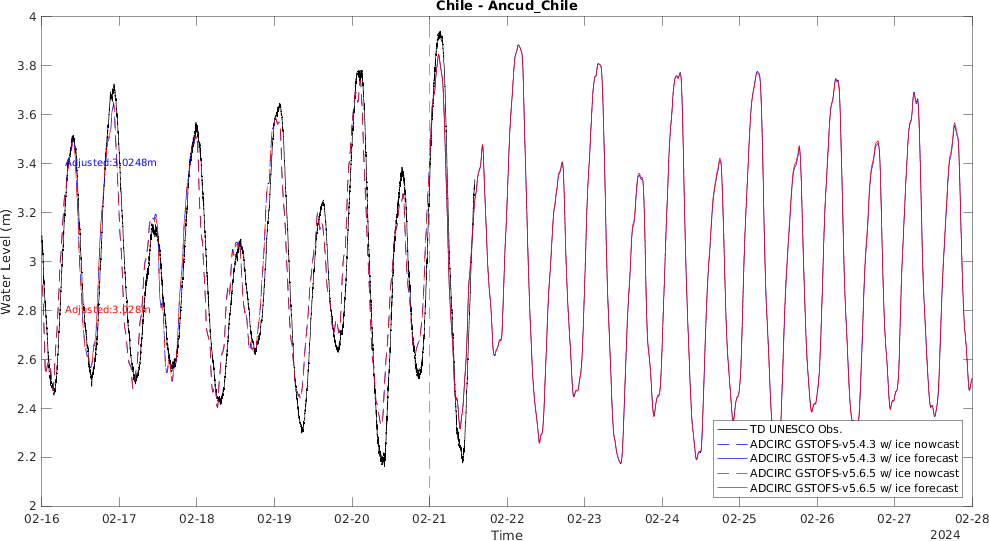 Chile - Ancud_Chile
4
3.8
3.6
3.4
3.2
3
2.8
2.6
2.4
2.2
2
Water Level (m)
Adjusted:3.0248m
Adjusted:3.028m
TD UNESCO Obs.
ADCIRC GSTOFS-v5.4.3 w/ ice nowcast
ADCIRC GSTOFS-v5.4.3 w/ ice forecast
ADCIRC GSTOFS-v5.6.5 w/ ice nowcast
ADCIRC GSTOFS-v5.6.5 w/ ice forecast
02-16 02-17 02-18 02-19 02-20 02-21 02-22 02-23 02-24 02-25 02-26 02-27 02-28
Time
2024